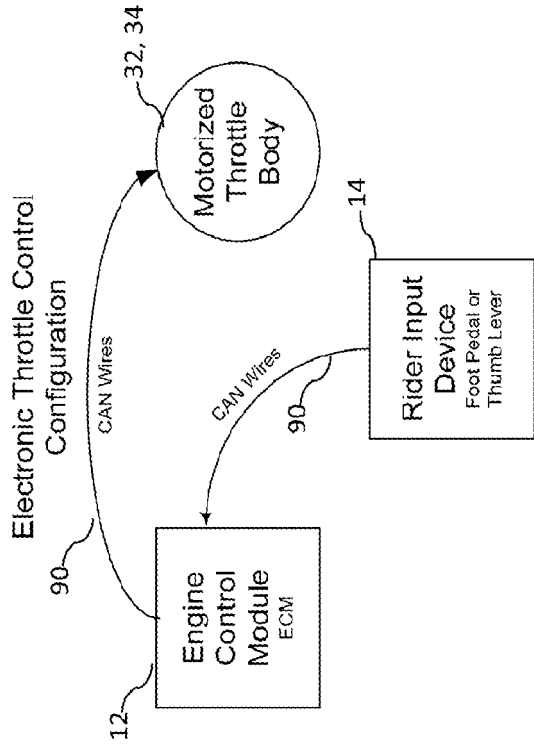 Electronic Throttle Control
Configuration
90
CAN Wires
32, 34
12
Engine
Control
Module
ECM
Motorized
Throttle
Body
CAN Wires
90
14
Rider Input
Device
Foot Pedal or
Thumb Lever